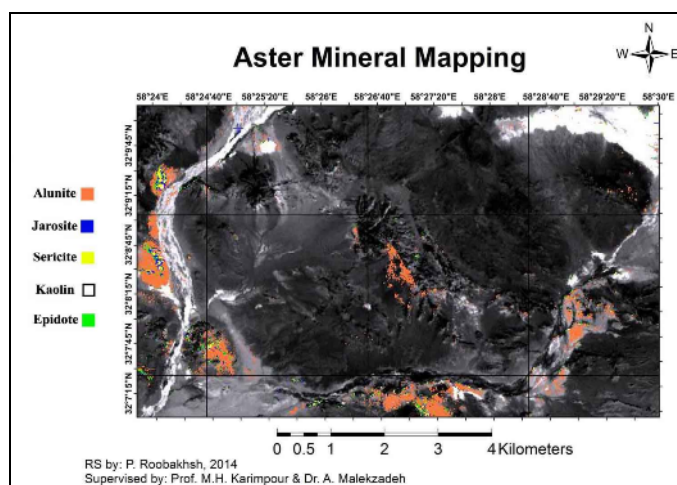 Aster Mineral Mapping
N
W E
S
58°24'E 58°24'40"E 58°25'20"E 58°26'E 58°26'40"E 58°27'20"E 58°28'E 58°28'40"E 58°29'20"E 58°30'E
32°9'45"N
32°9'15"N
32°8'45"N
32°8'15"N
32°7'45"N
32°7'15"N
Alunite
Jarosite
Sericite
Kaolin
Epidote
0 0.5 1 2 3 4 Kilometers
RS by: P. Roobakhsh, 2014
Supervised by: Prof. M.H. Karimpour & Dr. A. Malekzadeh